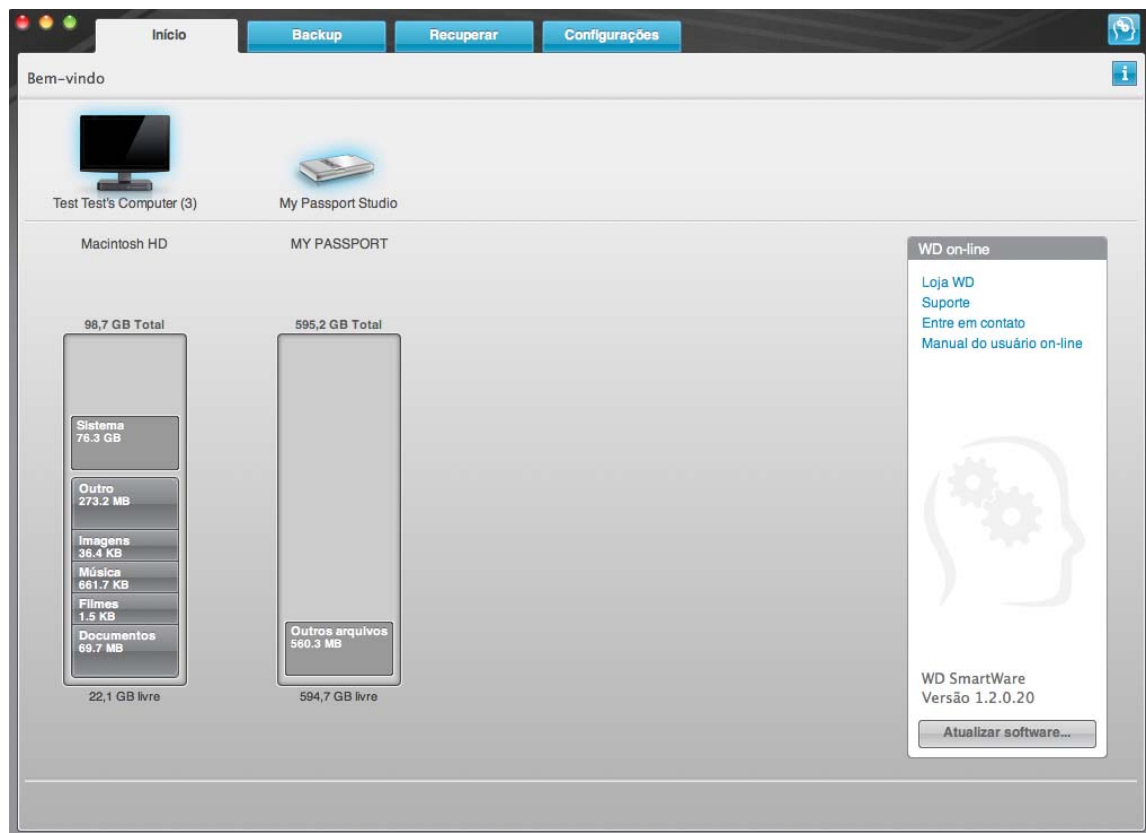 Início
Backup
Recuperar
Configurações
Bem-vindo
Test Test's Computer (3)
My Passport Studio
Macintosh HD
MY PASSPORT
98,7 GB Total
595,2 GB Total
Sistema
76.3 GB
Outro
273.2 MB
Imagens
36.4 KB
Música
661.7 KB
Filmes
1.5 KB
Documentos
69.7 MB
Outros arquivos
560.3 MB
22,1 GB livre
594,7 GB livre
WD on-line
Loja WD
Suporte
Entre em contato
Manual do usuário on-line
WD SmartWare
Versão 1.2.0.20
Atualizar software...